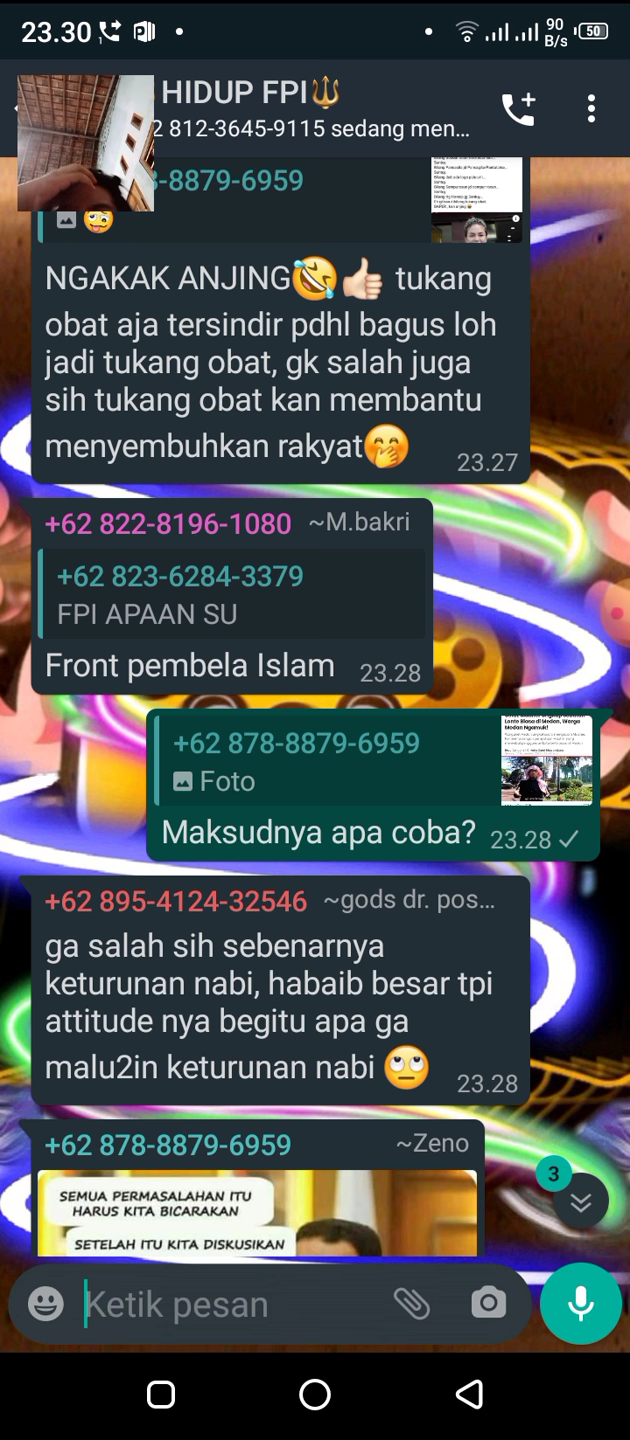 23.30
90
B/s
50
HIDUP FPI🔱
2 812-3645-9115 sedang men...
-8879-6959
🤪
NGAKAK ANJING🤣👍🏻 tukang
obat aja tersindir pdhl bagus loh
jadi tukang obat, gk salah juga
sih tukang obat kan membantu
menyembuhkan rakyat🤭
23.27
+62 822-8196-1080 ~M.bakri
+62 823-6284-3379
FPI APAAN SU
Front pembela Islam 23.28
+62 878-8879-6959
Foto
Warga
Medan Ngamuk!
Maksudnya apa coba? 23.28
+62 895-4124-32546 ~gods dr. pos...
ga salah sih sebenarnya
keturunan nabi, habaib besar tpi
attitude nya begitu apa ga
malu2in keturunan nabi 🙄
23.28
+62 878-8879-6959 ~Zeno
SEMUA PERMASALAHAN ITU
HARUS KITA BICARAKAN
SETELAH ITU KITA DISKUSIKAN
3
Ketik pesan